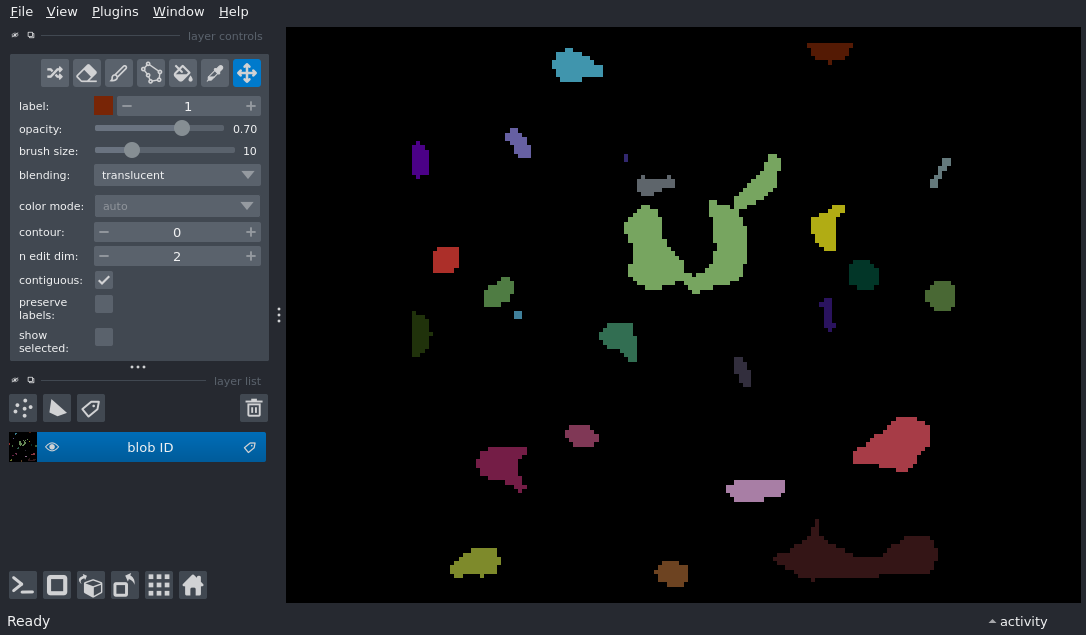 File View Plugins Window Help
layer controls
label: 1
opacity: 0.70
brush size: 10
blending: translucent
color mode: auto
contour: 0
n edit dim: 2
contiguous:
preserve
labels:
show
selected:
layer list
blob ID
Ready activity